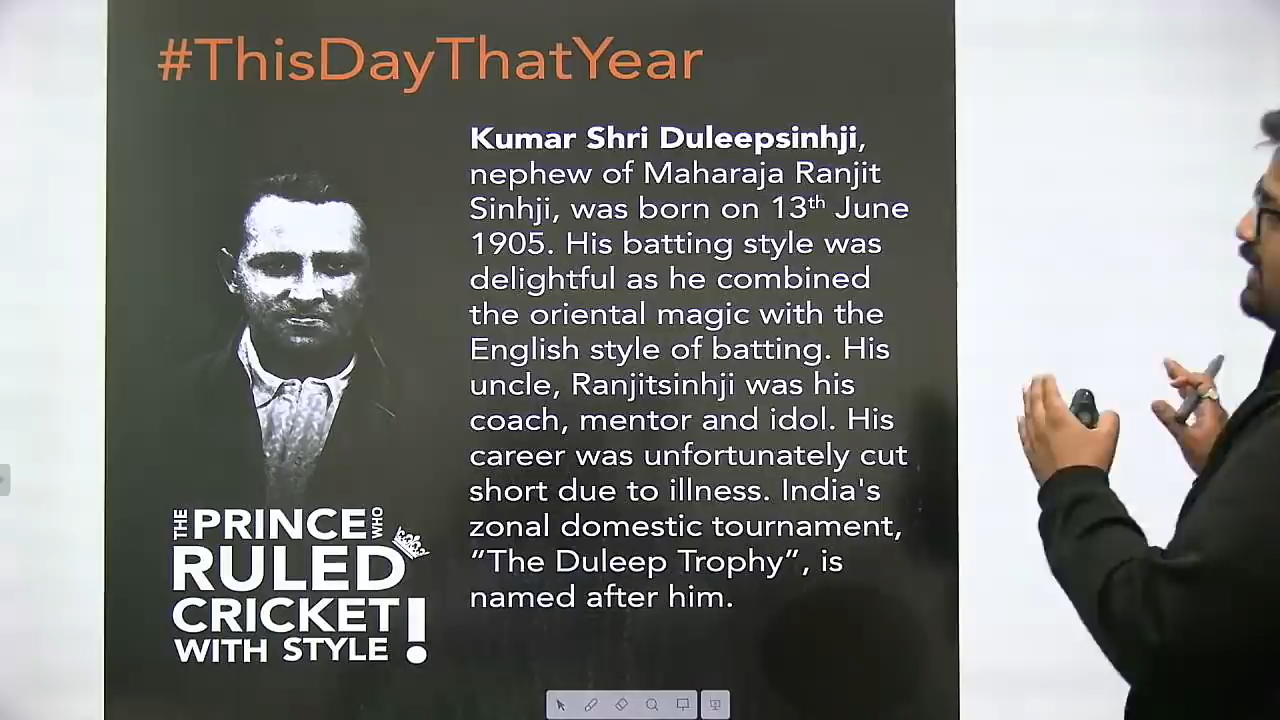 #ThisDayThatYear
Kumar Shri Duleepsinhji,
nephew of Maharaja Ranjit
Sinhji, was born on 13th June
1905. His batting style was
delightful as he combined
the oriental magic with the
English style of batting. His
uncle, Ranjitsinhji was his
coach, mentor and idol. His
career was unfortunately cut
short due to illness. India's
zonal domestic tournament,
“The Duleep Trophy”, is
named after him.
THE PRINCE WHO
RULED
CRICKET
WITH STYLE!